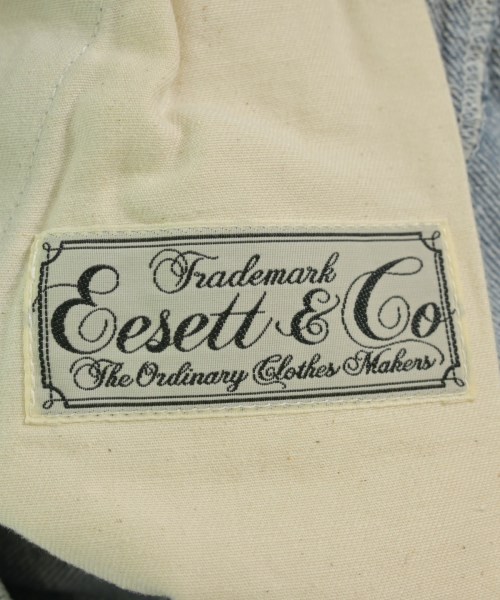 Trademark
Eesett & Co
The Ordinary Clothes Makers